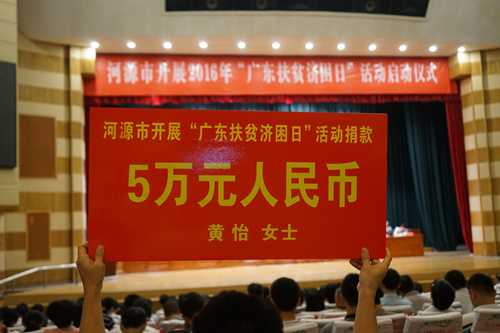 河源市开展2016年“广东扶贫济困日”活动启动仪式
河源市开展“广东扶贫济困日”活动捐款
5万元人民币
黄怡 女士